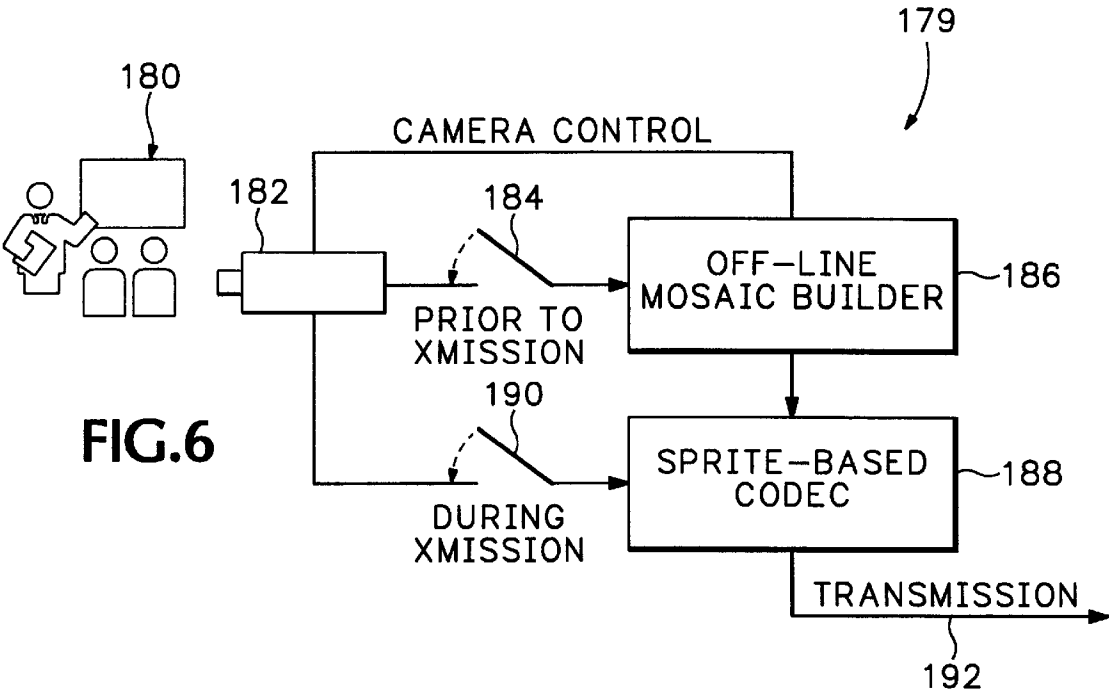 179
180
CAMERA CONTROL
182
184
OFF-LINE
MOSAIC BUILDER
186
PRIOR TO
XMISSION
190
FIG.6
SPRITE-BASED
CODEC
188
DURING
XMISSION
TRANSMISSION
192